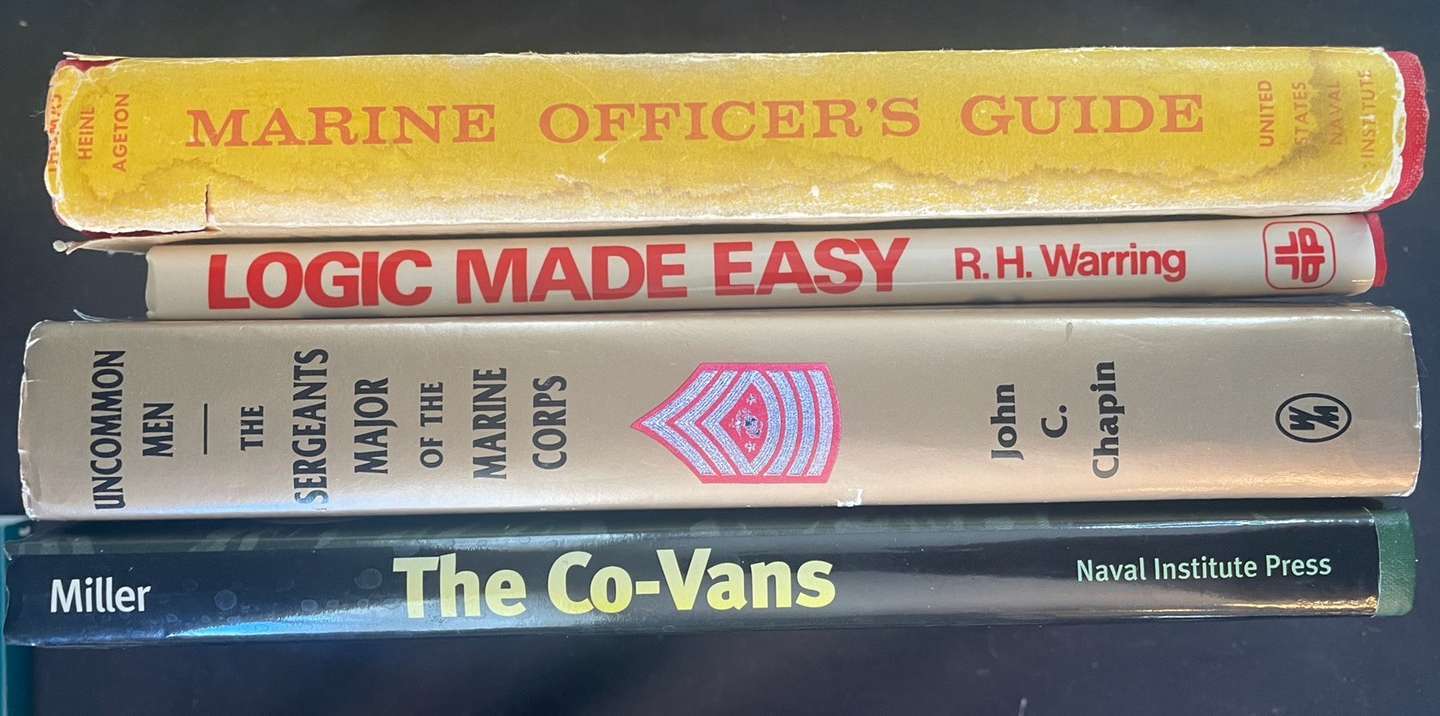 THOMAS
HEINL
AGETON
MARINE OFFICER'S GUIDE
UNITED
STATES
NAVAL
INSTITUTE
LOGIC MADE EASY
R. H. Warring
UNCOMMON
MEN
—
THE
SERGEANTS
MAJOR
OF THE
MARINE
CORPS
John
C.
Chapin
Miller
The Co-Vans
Naval Institute Press